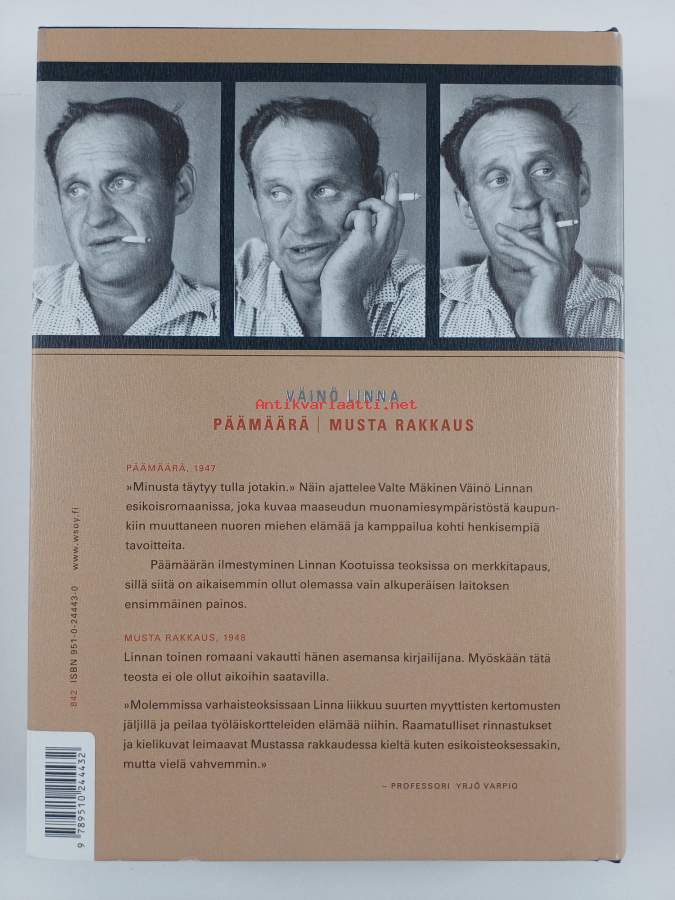 VÄINÖ LINNA
Antikvariaatti.net
PÄÄMÄÄRÄ | MUSTA RAKKAUS
PÄÄMÄÄRÄ, 1947
»Minusta täytyy tulla jotakin.» Näin ajattelee Valte Mäkinen Väinö Linnan
esikoisromaanissa, joka kuvaa maaseudun muonamiesympäristöstä kaupun-
kiin muuttaneen nuoren miehen elämää ja kamppailua kohti henkisempiä
tavoitteita.
Päämäärän ilmestyminen Linnan Kootuissa teoksissa on merkkitapaus,
sillä siitä on aikaisemmin ollut olemassa vain alkuperäisen laitoksen
ensimmäinen painos.
MUSTA RAKKAUS, 1948
Linnan toinen romaani vakautti hänen asemansa kirjailijana. Myöskään tätä
teosta ei ole ollut aikoihin saatavilla.
»Molemmissa varhaisteoksissaan Linna liikkuu suurten myyttisten kertomusten
jäljillä ja peilaa työläiskortteleiden elämää niihin. Raamatulliset rinnastukset
ja kielikuvat leimaavat Mustassa rakkaudessa kieltä kuten esikoisteoksessakin,
mutta vielä vahvemmin.»
– PROFESSORI YRJÖ VARPIO
842 ISBN 951-0-24443-0 www.wsoy.fi
9 789510 244432